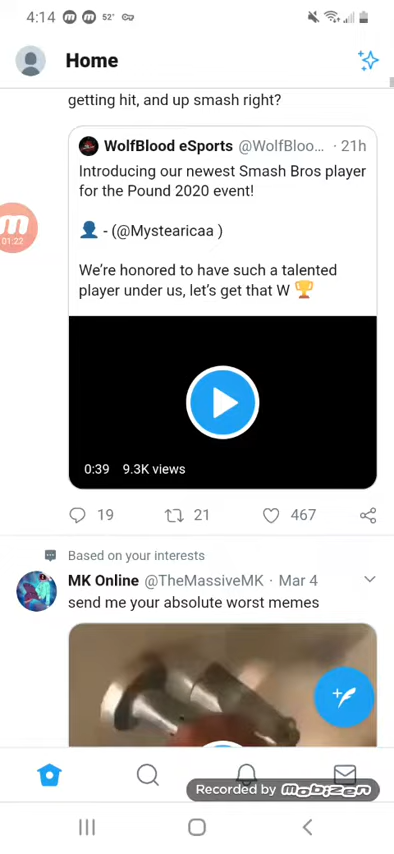 4:14 52°
Home
getting hit, and up smash right?
WolfBlood eSports @WolfBloo... · 21h
Introducing our newest Smash Bros player
for the Pound 2020 event!
- (@Mystearicaa )
01:22
We're honored to have such a talented
player under us, let's get that W
0:39 9.3K views
19 21 467
Based on your interests
MK Online @TheMassiveMK · Mar 4
send me your absolute worst memes
Recorded by mobizen